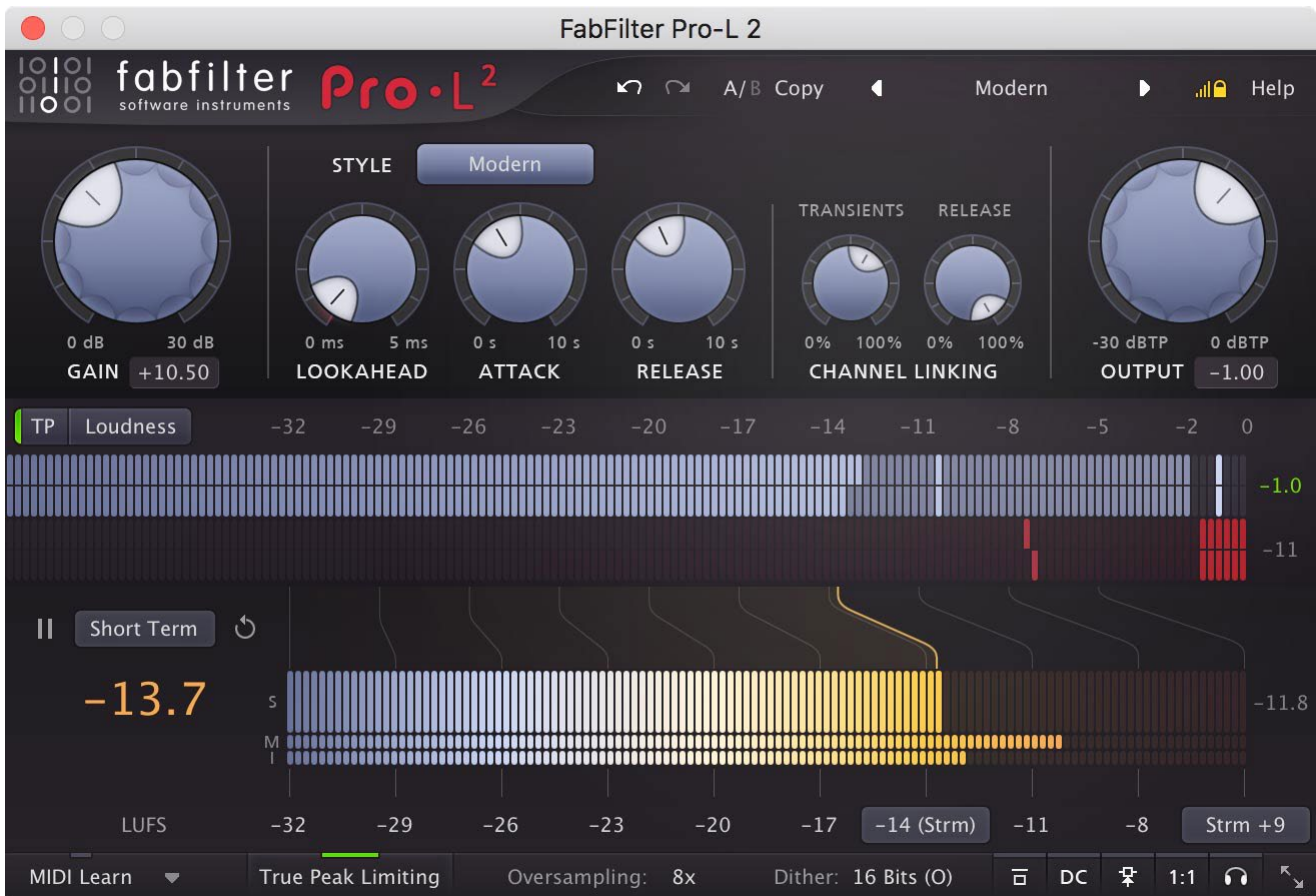 FabFilter Pro-L 2
fabfilter
software instruments
Pro·L 2
A/B Copy
Modern
Help
STYLE Modern
TRANSIENTS RELEASE
0 dB 30 dB
0 ms 5 ms
0 s 10 s
0 s 10 s
0% 100% 0% 100%
-30 dBTP 0 dBTP
GAIN +10.50
LOOKAHEAD
ATTACK
RELEASE
CHANNEL LINKING
OUTPUT -1.00
TP Loudness -32 -29 -26 -23 -20 -17 -14 -11 -8 -5 -2 0
-1.0
-11
Short Term
-13.7
S
-11.8
M
I
LUFS -32 -29 -26 -23 -20 -17 -14 (Strm) -11 -8 Strm +9
MIDI Learn True Peak Limiting Oversampling: 8x Dither: 16 Bits (O) DC 1:1